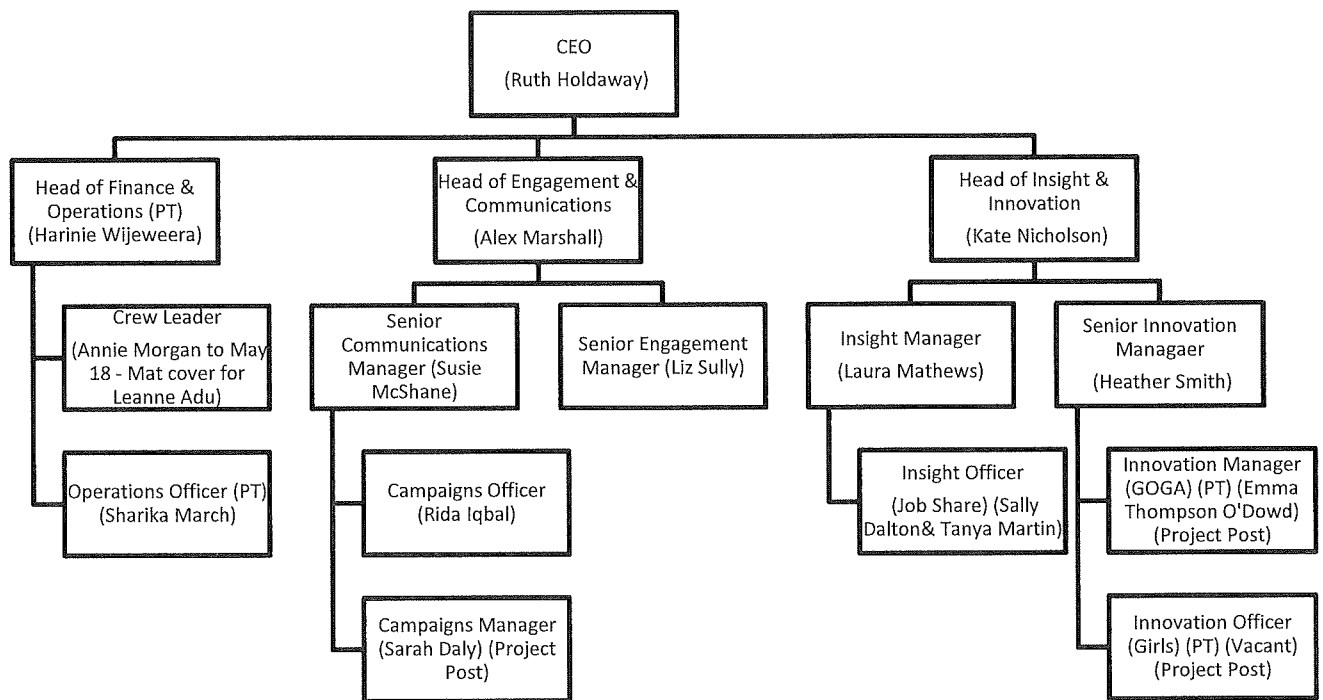 CEO
(Ruth Holdaway)
Head of Finance &
Operations (PT)
(Harinie Wijeweera)
Head of Engagement &
Communications
(Alex Marshall)
Head of Insight &
Innovation
(Kate Nicholson)
Crew Leader
(Annie Morgan to May
18 - Mat cover for
Leanne Adu)
Senior
Communications
Manager (Susie
McShane)
Senior Engagement
Manager (Liz Sully)
Insight Manager
(Laura Mathews)
Senior Innovation
Managaer
(Heather Smith)
Operations Officer (PT)
(Sharika March)
Campaigns Officer
(Rida Iqbal)
Insight Officer
(Job Share) (Sally
Dalton& Tanya Martin)
Innovation Manager
(GOGA) (PT) (Emma
Thompson O'Dowd)
(Project Post)
Campaigns Manager
(Sarah Daly) (Project
Post)
Innovation Officer
(Girls) (PT) (Vacant)
(Project Post)